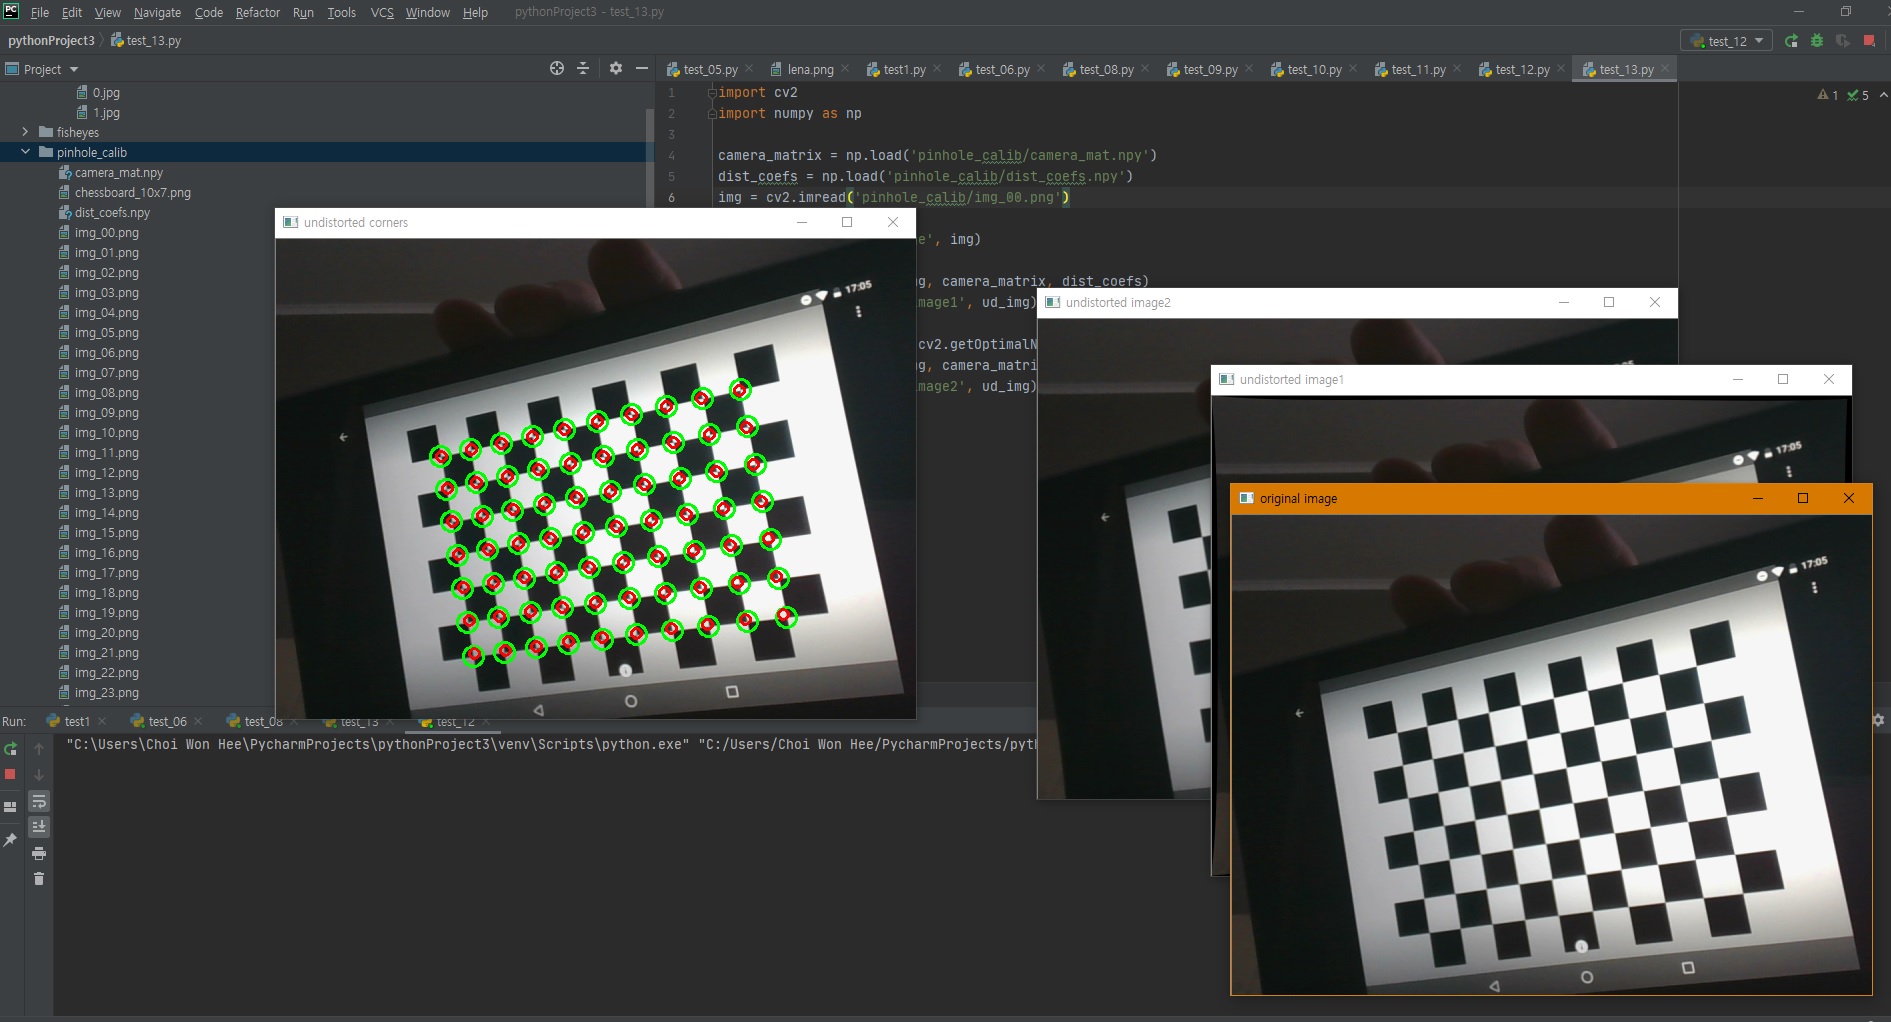 PC File Edit View Navigate Code Refactor Run Tools VCS Window Help pythonProject3 - test_13.py
pythonProject3 test_13.py
test_12
Project
test_05.py lena.png test1.py test_06.py test_08.py test_09.py test_10.py test_11.py test_12.py test_13.py
0.jpg
1.jpg
fisheyes
pinhole_calib
camera_mat.npy
chessboard_10x7.png
dist_coefs.npy
img_00.png
img_01.png
img_02.png
img_03.png
img_04.png
img_05.png
img_06.png
img_07.png
img_08.png
img_09.png
img_10.png
img_11.png
img_12.png
img_13.png
img_14.png
img_15.png
img_16.png
img_17.png
img_18.png
img_19.png
img_20.png
img_21.png
img_22.png
img_23.png
1 import cv2
2 import numpy as np
3
4 camera_matrix = np.load('pinhole_calib/camera_mat.npy')
5 dist_coefs = np.load('pinhole_calib/dist_coefs.npy')
6 img = cv2.imread('pinhole_calib/img_00.png')
e', img)
g, camera_matrix, dist_coefs)
mage1', ud_img)
cv2.getOptimalN
g, camera_matri
mage2', ud_img)
1 5
undistorted corners
17:05
undistorted image2
undistorted image1
17:05
original image
17:05
Run: test1 test_06 test_08 test_13 test_12
"C:\Users\Choi Won Hee\PycharmProjects\pythonProject3\venv\Scripts\python.exe" "C:/Users/Choi Won Hee/PycharmProjects/pyth